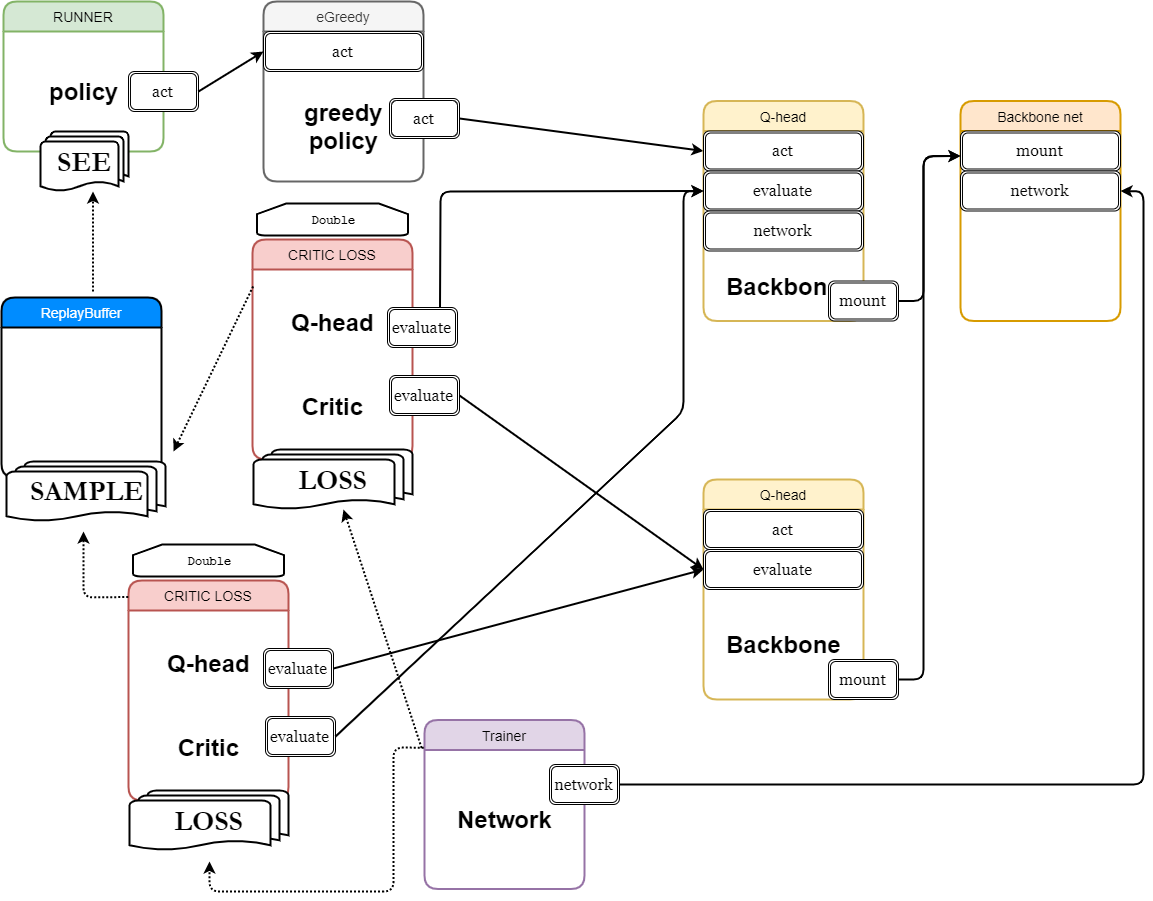 RUNNER
policy
act
SEE
eGreedy
act
greedy
policy
act
Q-head
act
evaluate
network
Backbon
mount
Backbone net
mount
network
Double
CRITIC LOSS
Q-head
evaluate
Critic
evaluate
LOSS
ReplayBuffer
SAMPLE
Q-head
act
evaluate
Backbone
mount
Double
CRITIC LOSS
Q-head
evaluate
Critic
evaluate
LOSS
Trainer
network
Network